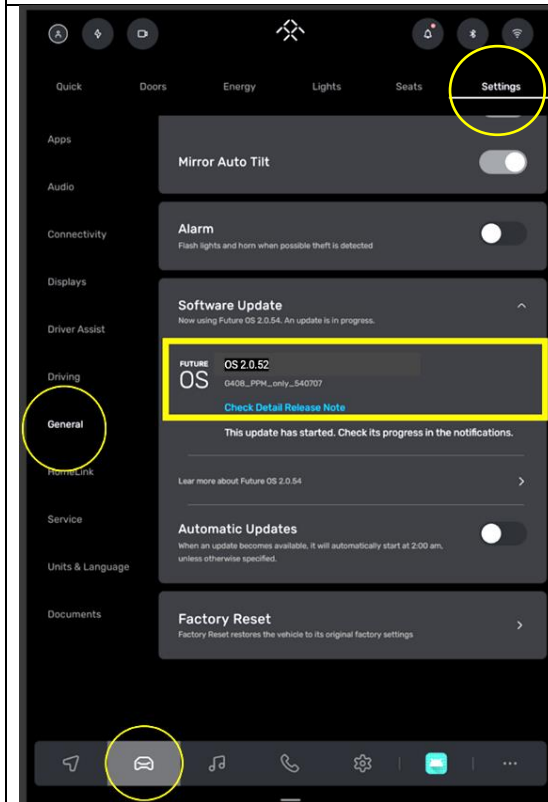 Quick Doors Energy Lights Seats Settings
Apps
Mirror Auto Tilt
Audio
Connectivity
Alarm
Flash lights and horn when possible theft is detected
Displays
Software Update
Now using Future OS 2.0.54. An update is in progress.
Driver Assist
FUTURE
OS
OS 2.0.52
G408_PPM_only_540707
Driving
Check Detail Release Note
General
This update has started. Check its progress in the notifications.
HomeLink
Lear more about Future OS 2.0.54
Service
Automatic Updates
When an update becomes available, it will automatically start at 2:00 am,
unless otherwise specified.
Units & Language
Documents
Factory Reset
Factory Reset restores the vehicle to its original factory settings